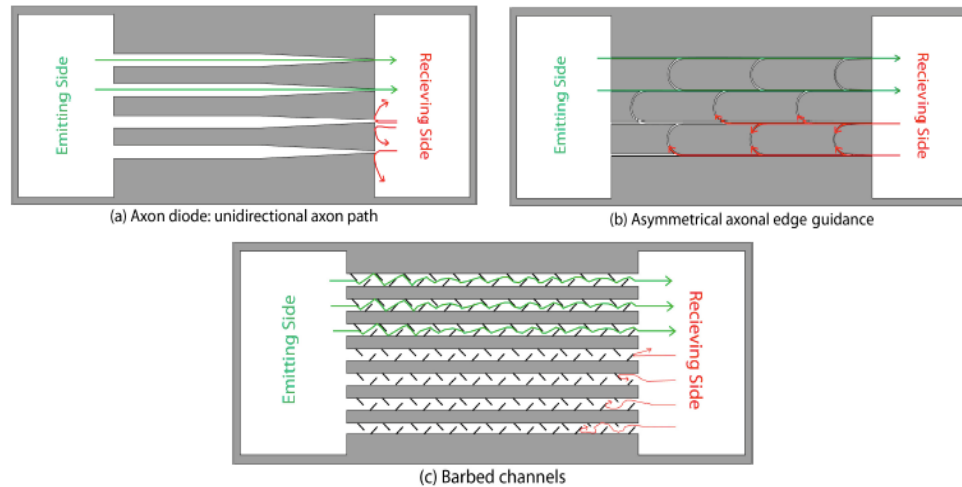 Emitting Side
Recieving Side
(a) Axon diode: unidirectional axon path
Emitting Side
Recieving Side
(b) Asymmetrical axonal edge guidance
Emitting Side
Recieving Side
(c) Barbed channels